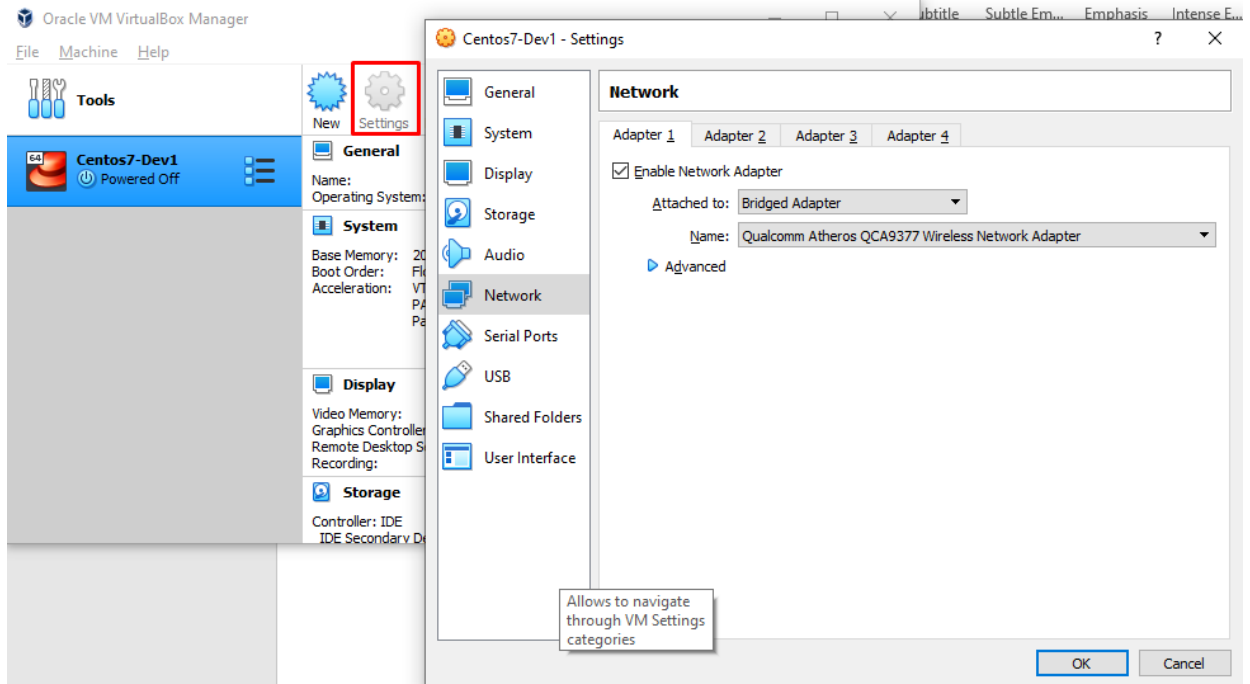 Oracle VM VirtualBox Manager
File Machine Help
Tools
New
Settings
64
Centos7-Dev1
Powered Off
General
Name:
Operating System:
System
Base Memory: 20
Boot Order:
Acceleration:
Display
Video Memory:
Graphics Controller
Remote Desktop
Recording:
Storage
Controller: IDE
IDE Secondary
Subtle Em... Emphasis Intense E...
Centos7-Dev1 - Settings
?
General
System
Display
Storage
Audio
Network
Serial Ports
USB
Shared Folders
User Interface
Network
Adapter 1 Adapter 2 Adapter 3 Adapter 4
Enable Network Adapter
Attached to: Bridged Adapter
Name: Qualcomm Atheros QCA9377 Wireless Network Adapter
Advanced
Allows to navigate
through VM Settings
categories
OK Cancel